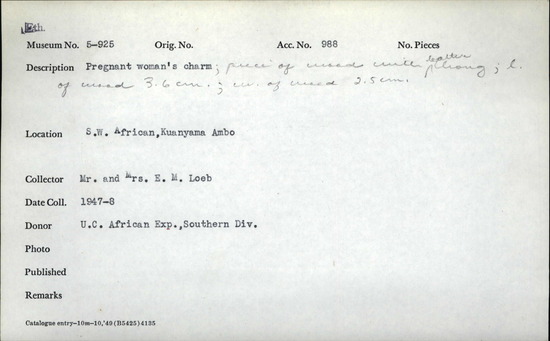 Eth.
Museum No. 5-925 Orig. No. Acc. No. 988 No. Pieces
Description Pregnant woman's charm; piece of wood with leather thong; l.
of wood 3.6 cm.; w. of wood 2.5 cm.
Location S.W. African,Kuanyama Ambo
Collector Mr. and Mrs. E. M. Loeb
Date Coll. 1947-8
Donor U.C. African Exp.,Southern Div.
Photo
Published
Remarks
Catalogue entry-10m-10,'49 (B5425) 4135